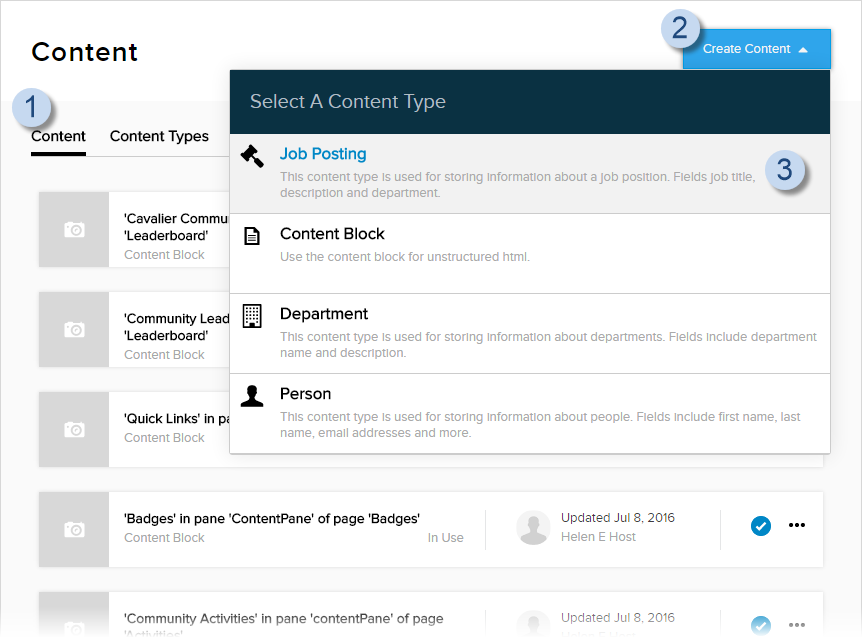 Content
2
Create Content
1
Content
Content Types
Select A Content Type
Job Posting
This content type is used for storing information about a job position. Fields job title,
description and department.
3
Content Block
Use the content block for unstructured html.
Department
This content type is used for storing information about departments. Fields include department
name and description.
Person
This content type is used for storing information about people. Fields include first name, last
name, email addresses and more.
'Cavalier Commu
'Leaderboard'
Content Block
'Community Lead
'Leaderboard'
Content Block
'Quick Links' in pa
Content Block
'Badges' in pane 'ContentPane' of page 'Badges'
Content Block
In Use
Updated Jul 8, 2016
Helen E Host
'Community Activities' in pane 'contentPane' of page
'Activities'
Updated Jul 8, 2016
Helen E Host